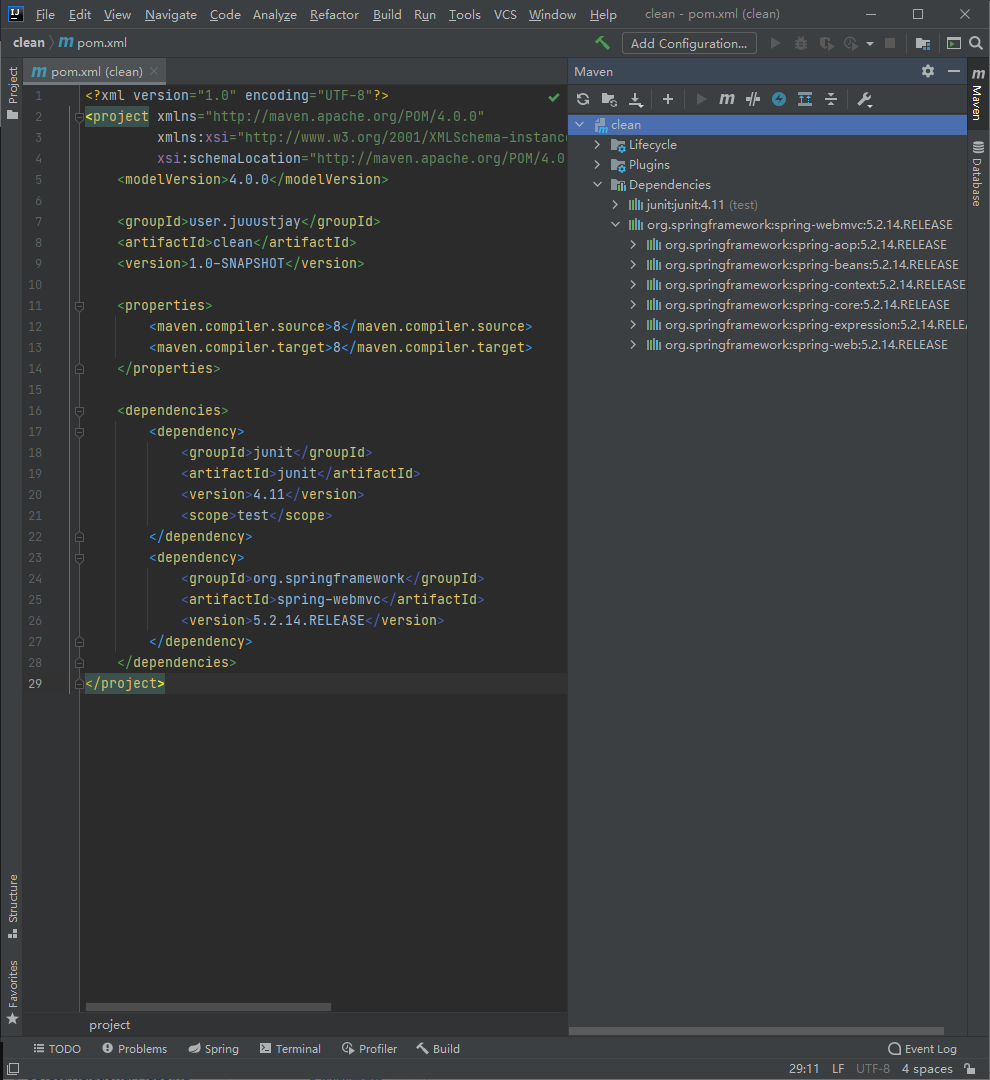 IJ File Edit View Navigate Code Analyze Refactor Build Run Tools VCS Window Help clean - pom.xml (clean)
clean m pom.xml Add Configuration...
Project
m pom.xml (clean)
1 <?xml version="1.0" encoding="UTF-8"?>
2 <project xmlns="http://maven.apache.org/POM/4.0.0"
3 xmlns:xsi="http://www.w3.org/2001/XMLSchema-instance
4 xsi:schemaLocation="http://maven.apache.org/POM/4.0
5 <modelVersion>4.0.0</modelVersion>
6
7 <groupId>user.juuustjay</groupId>
8 <artifactId>clean</artifactId>
9 <version>1.0-SNAPSHOT</version>
10
11 <properties>
12 <maven.compiler.source>8</maven.compiler.source>
13 <maven.compiler.target>8</maven.compiler.target>
14 </properties>
15
16 <dependencies>
17 <dependency>
18 <groupId>junit</groupId>
19 <artifactId>junit</artifactId>
20 <version>4.11</version>
21 <scope>test</scope>
22 </dependency>
23 <dependency>
24 <groupId>org.springframework</groupId>
25 <artifactId>spring-webmvc</artifactId>
26 <version>5.2.14.RELEASE</version>
27 </dependency>
28 </dependencies>
29 </project>
project
Maven
m
clean
Lifecycle
Plugins
Dependencies
junit:junit:4.11 (test)
org.springframework:spring-webmvc:5.2.14.RELEASE
org.springframework:spring-aop:5.2.14.RELEASE
org.springframework:spring-beans:5.2.14.RELEASE
org.springframework:spring-context:5.2.14.RELEASE
org.springframework:spring-core:5.2.14.RELEASE
org.springframework:spring-expression:5.2.14.RELEA
org.springframework:spring-web:5.2.14.RELEASE
m Maven
Database
Structure
Favorites
TODO Problems Spring Terminal Profiler Build Event Log
29:11 LF UTF-8 4 spaces